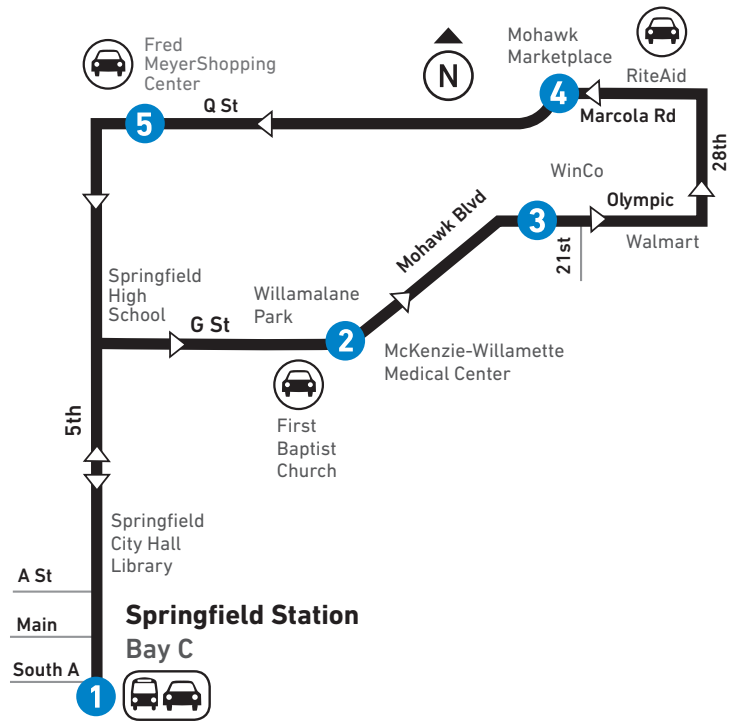 Fred
MeyerShopping
Center
Mohawk
Marketplace
RiteAid
N
4
Marcola Rd
5
Q St
28th
WinCo
Olympic
Mohawk Blvd
3
21st
Walmart
Springfield
High
School
Willamalane
Park
G St
2
McKenzie-Willamette
Medical Center
First
Baptist
Church
5th
Springfield
City Hall
Library
A St
Main
South A
1
Springfield Station
Bay C